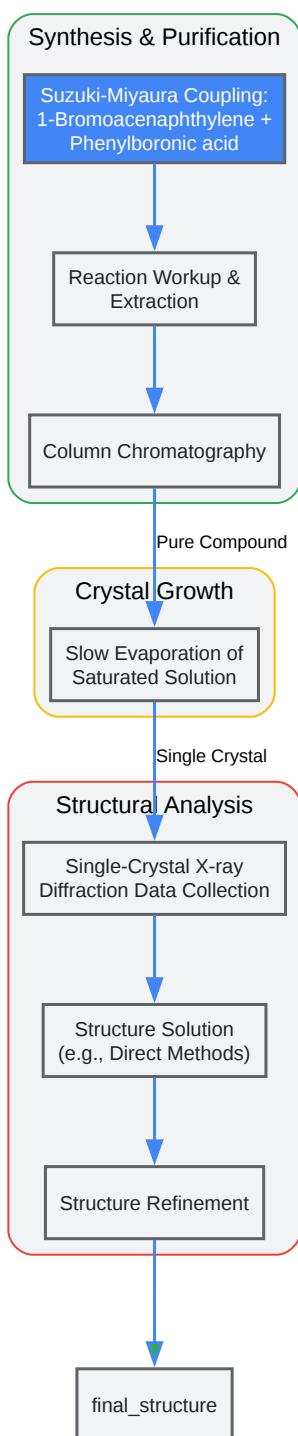 Synthesis & Purification
Suzuki-Miyaura Coupling:
1-Bromoacenaphthylene +
Phenylboronic acid
Reaction Workup &
Extraction
Column Chromatography
Pure Compound
Crystal Growth
Slow Evaporation of
Saturated Solution
Single Crystal
Structural Analysis
Single-Crystal X-ray
Diffraction Data Collection
Structure Solution
(e.g., Direct Methods)
Structure Refinement
final_structure